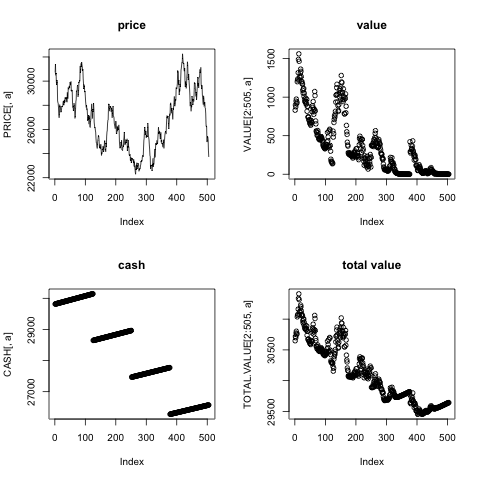 price
PRICE[, a]
22000 26000 30000
0 100 200 300 400 500
Index
value
VALUE[2:505, a]
0 500 1000 1500
0 100 200 300 400 500
Index
cash
CASH[, a]
27000 29000
0 100 200 300 400 500
Index
total value
TOTAL.VALUE[2:505, a]
29500 30500
0 100 200 300 400 500
Index